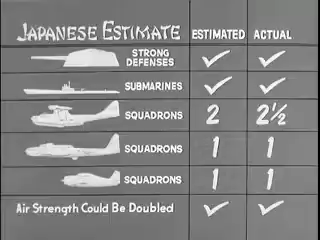 JAPANESE ESTIMATE ESTIMATED ACTUAL
STRONG
DEFENSES
SUBMARINES
SQUADRONS 2 2½
SQUADRONS 1 1
SQUADRONS 1 1
Air Strength Could Be Doubled